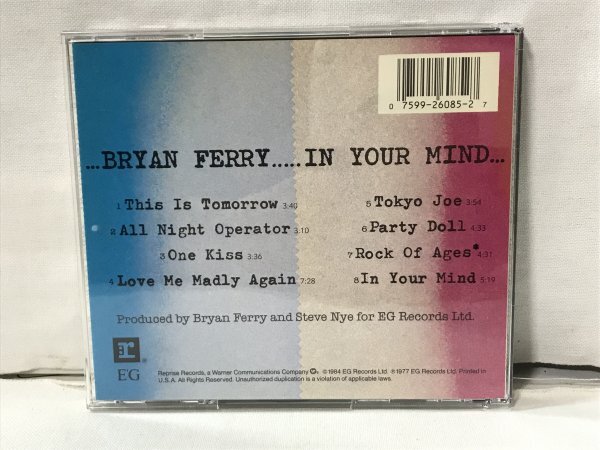 0 7599-26085-2 7
...BRYAN FERRY.....IN YOUR MIND...
1 This Is Tomorrow 3:40
2 All Night Operator 3:10
3 One Kiss 3:36
4 Love Me Madly Again 7:28
5 Tokyo Joe 3:54
6 Party Doll 4:33
7 Rock Of Ages* 4:31
8 In Your Mind 5:19
Produced by Bryan Ferry and Steve Nye for EG Records Ltd.
r ®
EG
Reprise Records, a Warner Communications Company. © 1984 EG Records Ltd. ℗ 1977 EG Records Ltd. Printed in
U.S.A. All Rights Reserved. Unauthorized duplication is a violation of applicable laws.